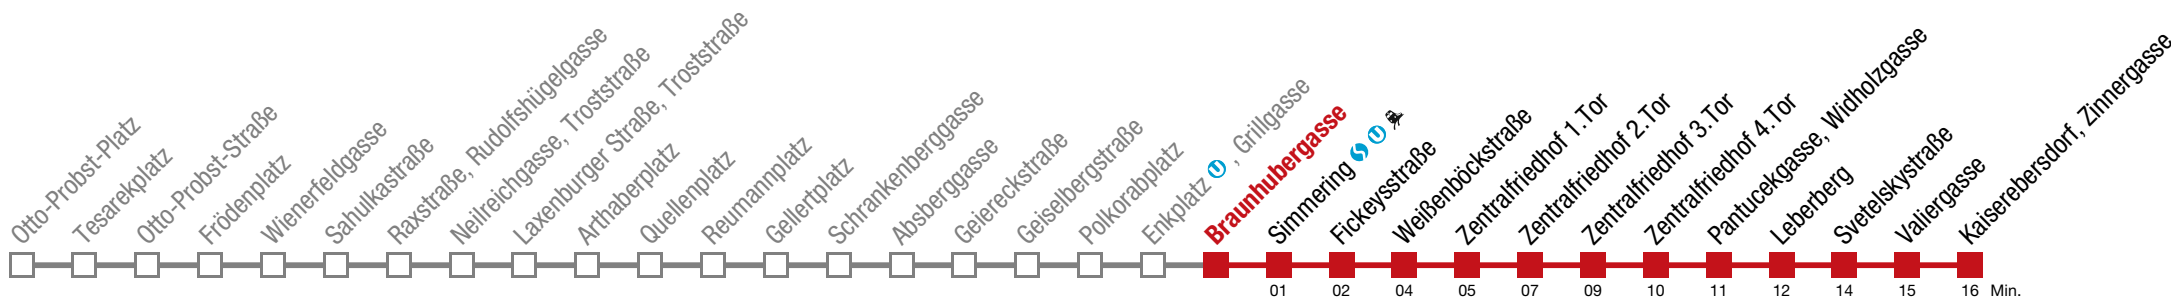 Otto-Probst-Platz
Tesarekplatz
Otto-Probst-Straße
Frödenplatz
Wienerfeldgasse
Sahulkastraße
Raxstraße, Rudolfshügelgasse
Neilreichgasse, Troststraße
Laxenburger Straße, Troststraße
Arthaberplatz
Quellenplatz
Reumannplatz
Gellertplatz
Schrankenberggasse
Absberggasse
Geiereckstraße
Geiselbergstraße
Polkorabplatz
Enkplatz U , Grillgasse
Braunhubergasse
Simmering S U
Fickeysstraße
Weißenböckstraße
Zentralfriedhof 1.Tor
Zentralfriedhof 2.Tor
Zentralfriedhof 3.Tor
Zentralfriedhof 4.Tor
Pantucekgasse, Widholzgasse
Leberberg
Svetelskystraße
Valiergasse
Kaiserebersdorf, Zinnergasse
01 02 04 05 07 09 10 11 12 14 15 16 Min.